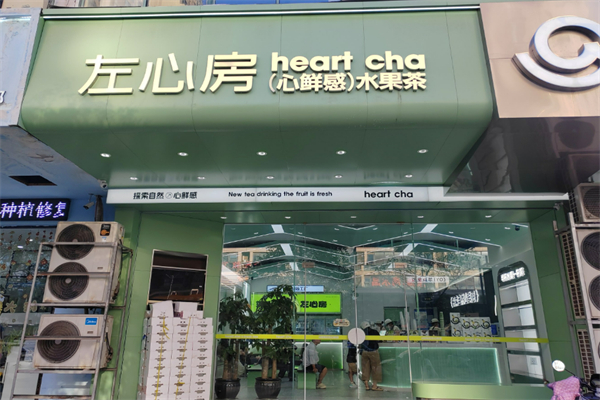 左心房 heart cha
(心鲜感)水果茶
探索自然 心鲜感 New tea drinking the fruit is fresh heart cha
种植修复
左心房